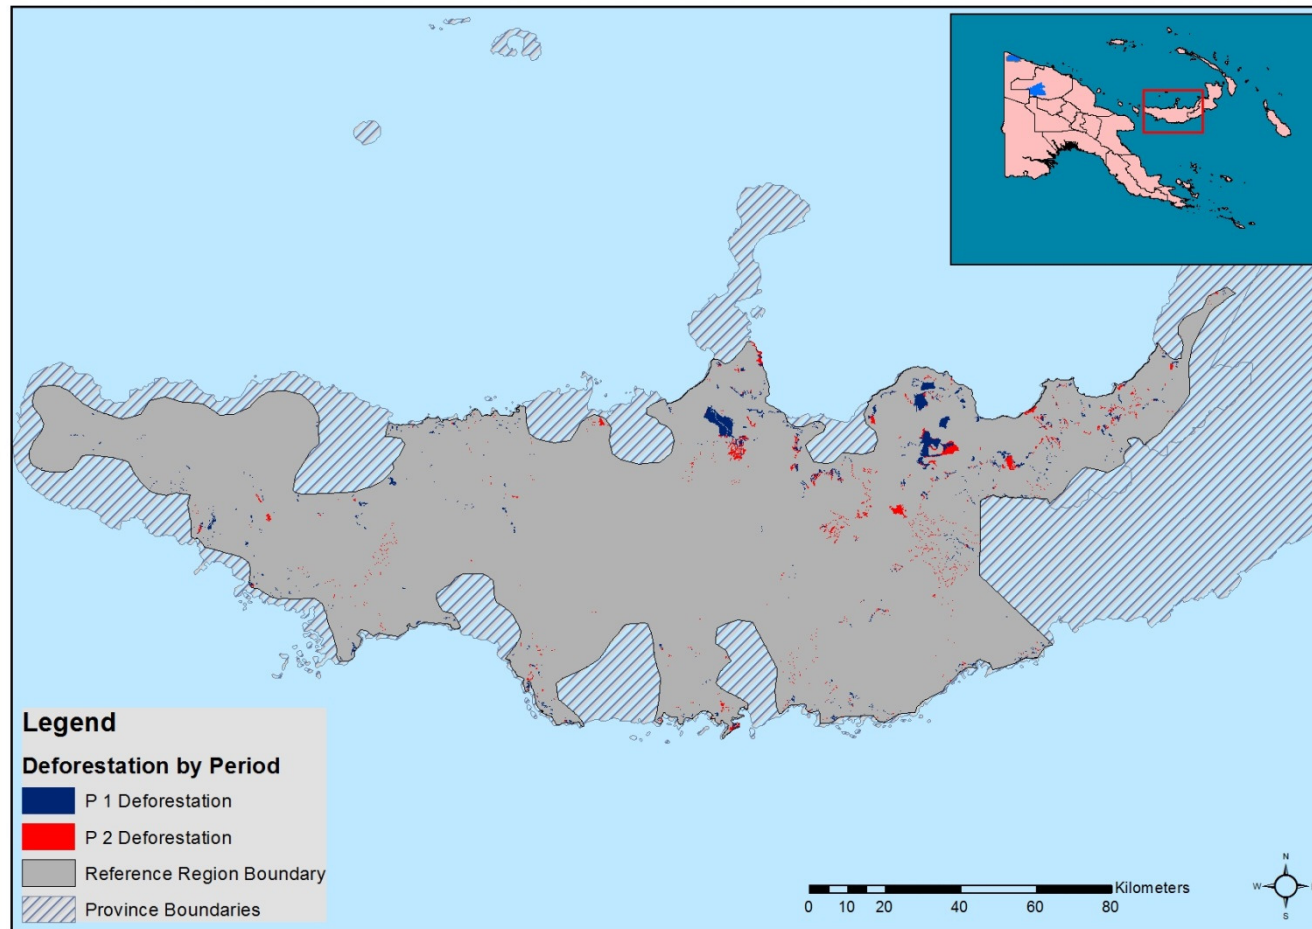 Legend
Deforestation by Period
P 1 Deforestation
P 2 Deforestation
Reference Region Boundary
Province Boundaries
Kilometers
0 10 20 40 60 80
N
W
S